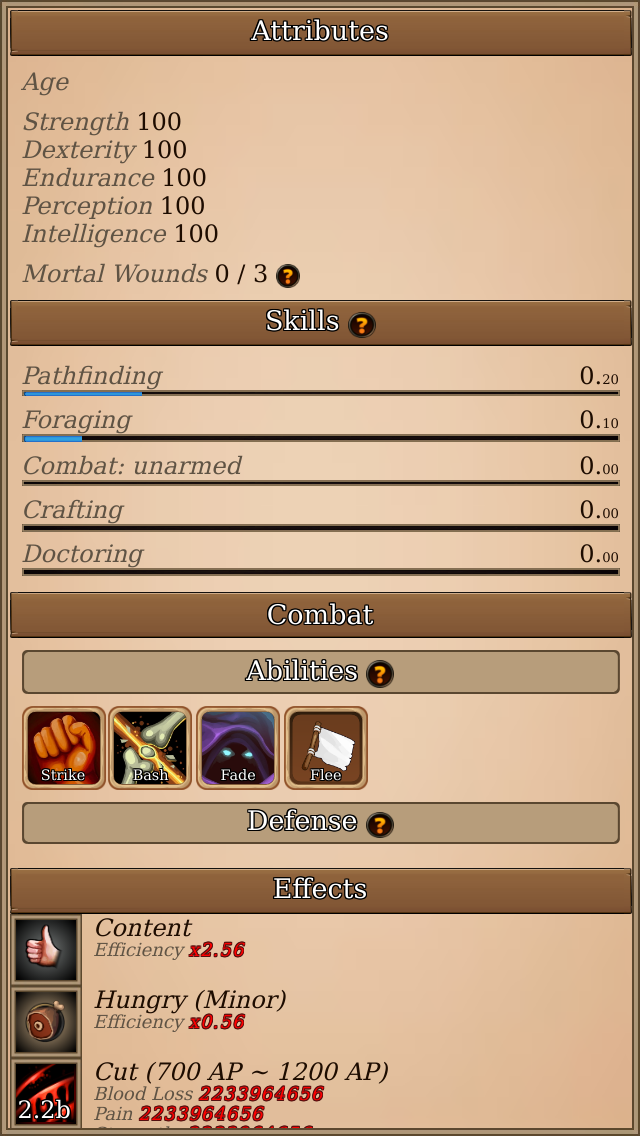 Attributes
Age
Strength 100
Dexterity 100
Endurance 100
Perception 100
Intelligence 100
Mortal Wounds 0 / 3 ?
Skills ?
Pathfinding 0.20
Foraging 0.10
Combat: unarmed 0.00
Crafting 0.00
Doctoring 0.00
Combat
Abilities ?
Strike Bash Fade Flee
Defense ?
Effects
Content
Efficiency x2.56
Hungry (Minor)
Efficiency x0.56
Cut (700 AP ~ 1200 AP)
Blood Loss 2233964656
2.2b
Pain 2233964656